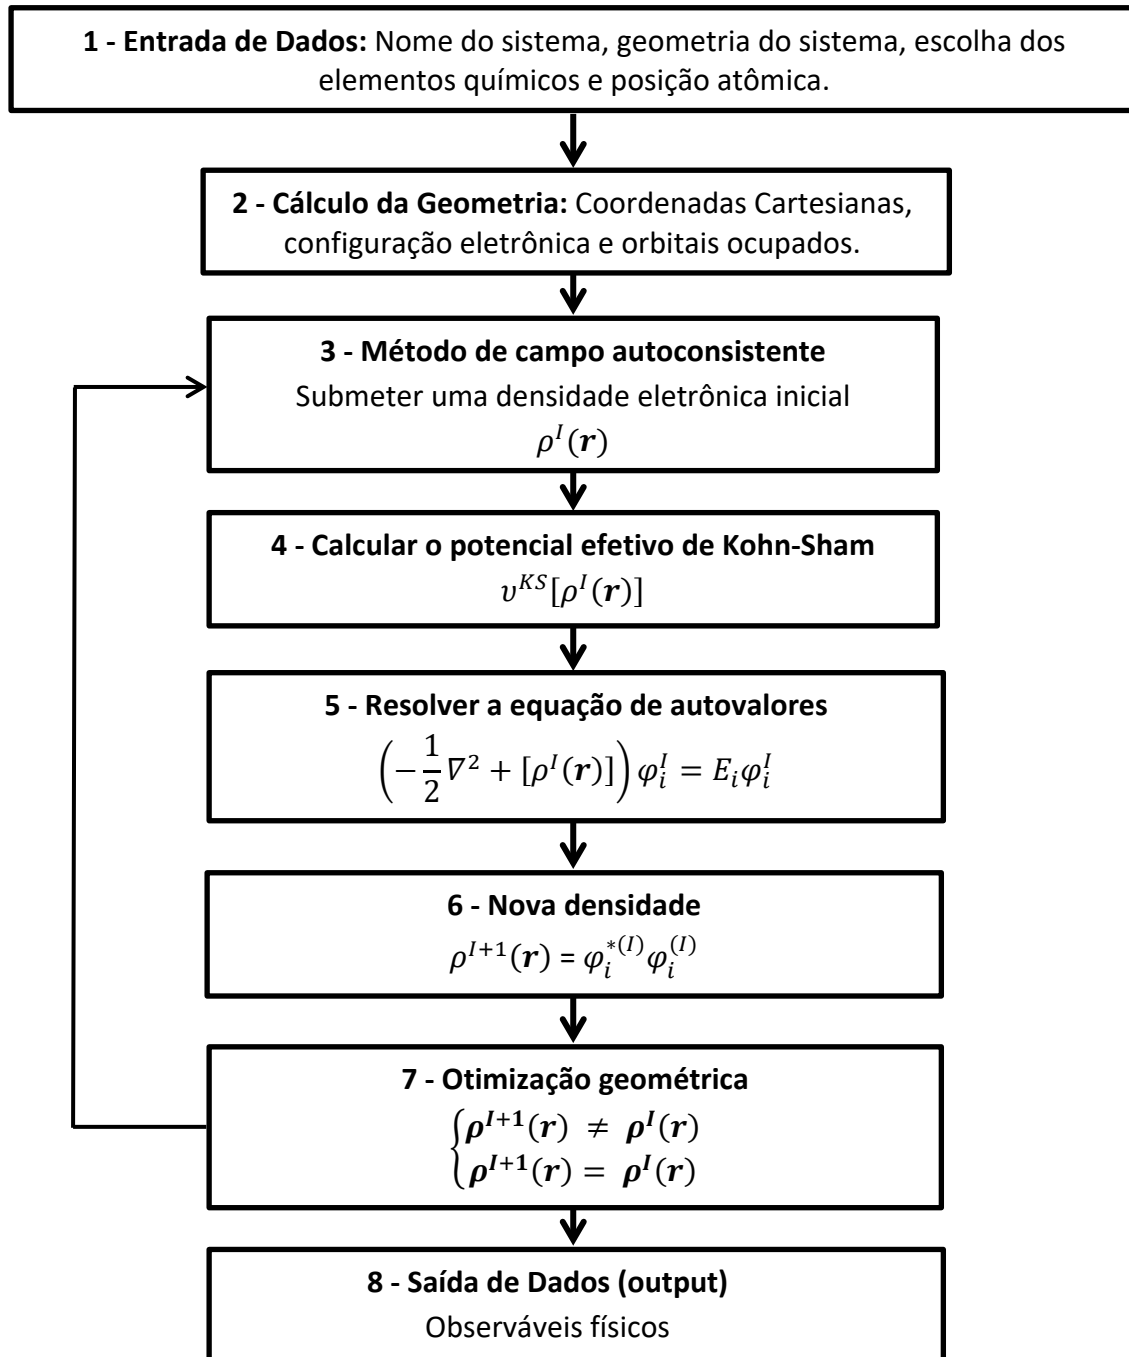 1 - Entrada de Dados: Nome do sistema, geometria do sistema, escolha dos
elementos químicos e posição atômica.
2 - Cálculo da Geometria: Coordenadas Cartesianas,
configuração eletrônica e orbitais ocupados.
3 - Método de campo autoconsistente
Submeter uma densidade eletrônica inicial
ρ^I(r)
4 - Calcular o potencial efetivo de Kohn-Sham
υ^{KS}[ρ^I(r)]
5 - Resolver a equação de autovalores
(-1/2 ∇² + [ρ^I(r)]) φ_i^I = E_i φ_i^I
6 - Nova densidade
ρ^{I+1}(r) = φ_i^{*(I)} φ_i^{(I)}
7 - Otimização geométrica
{ρ^{I+1}(r) ≠ ρ^I(r)
ρ^{I+1}(r) = ρ^I(r)
8 - Saída de Dados (output)
Observáveis físicos